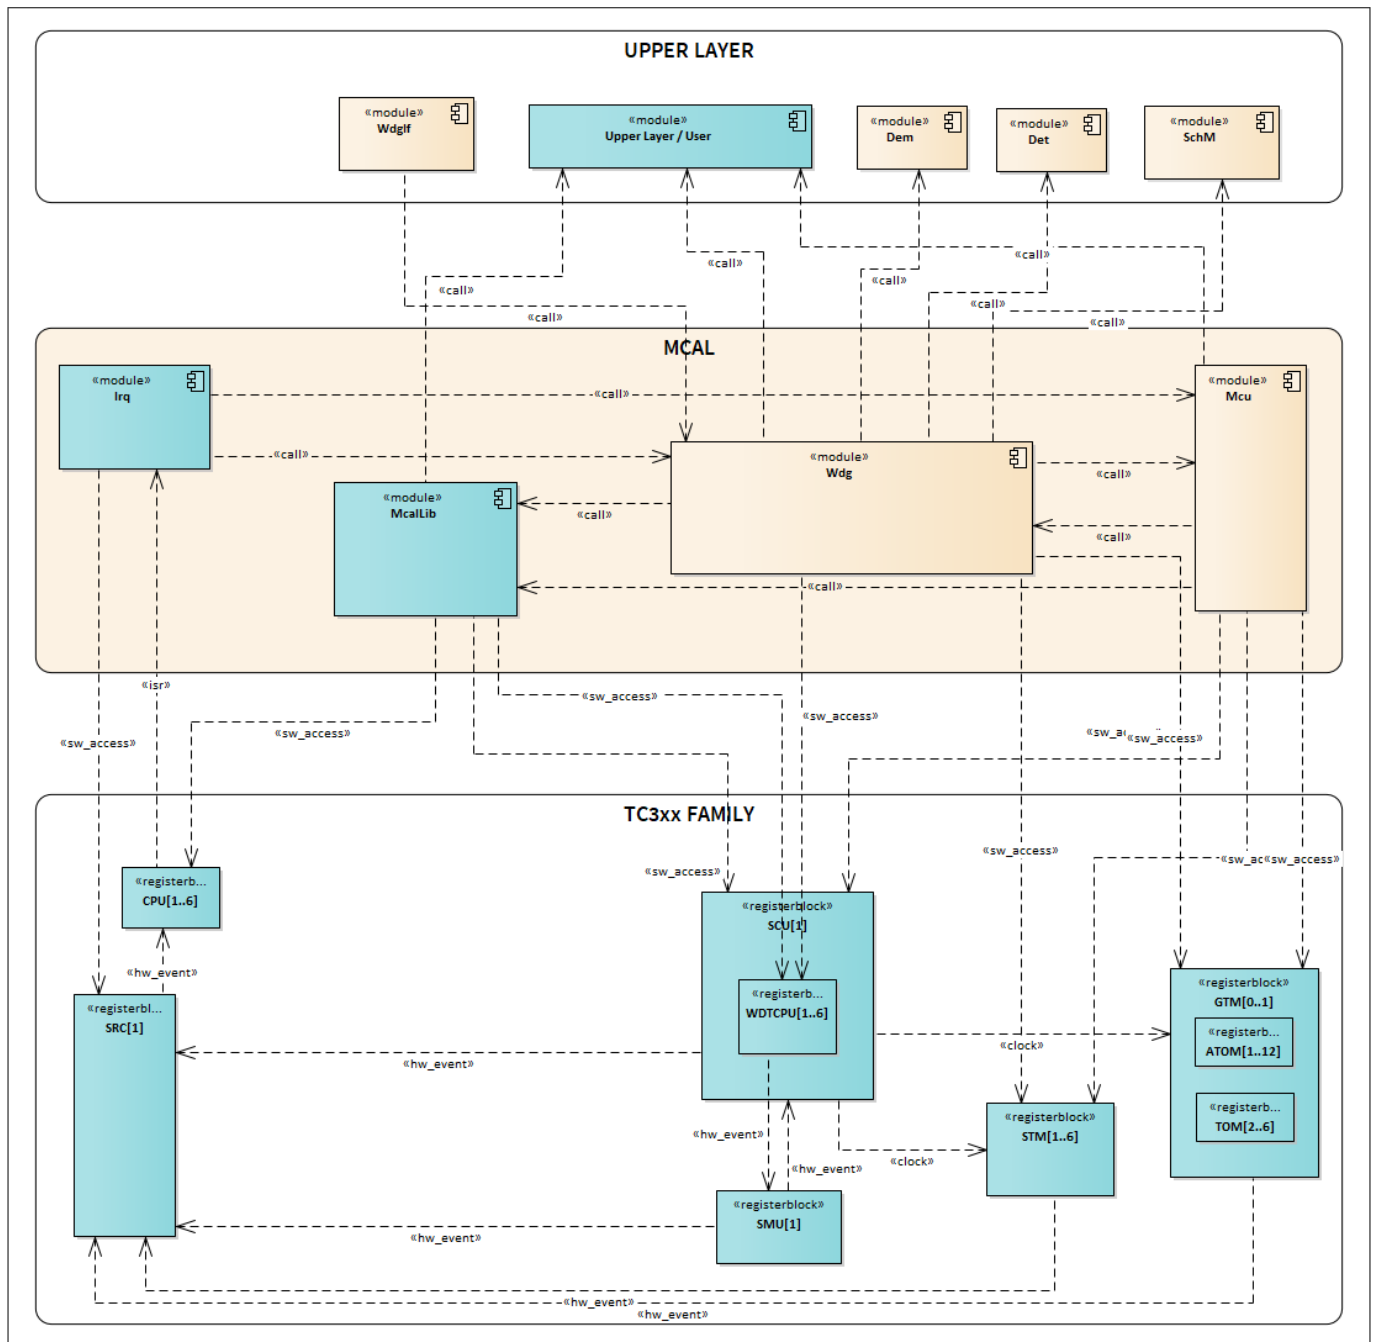 UPPER LAYER
«module»
WdgIf
«module»
Upper Layer / User
«module»
Dem
«module»
Det
«module»
SchM
«call»
«call»
«call»
«call»
«call»
«call»
«call»
MCAL
«module»
Irq
«module»
Mcu
«call»
«call»
«module»
Wdg
«call»
«module»
McalLib
«call»
«call»
«call»
«isr»
«sw_access»
«sw_access»
«sw_access»
«sw_access»
«sw_access»
TC3xx FAMILY
«sw_access»
«sw_access»
«sw_access»
«registerb...
CPU[1..6]
«registerblock»
SCU[1]
«hw_event»
«registerb...
WDTCPU[1..6]
«registerblock»
GTM[0..1]
«registerbl...
SRC[1]
«registerb...
ATOM[1..12]
«clock»
«hw_event»
«registerb...
TOM[2..6]
«registerblock»
STM[1..6]
«hw_event»
«clock»
«hw_event»
«registerblock»
SMU[1]
«hw_event»
«hw_event»
«hw_event»